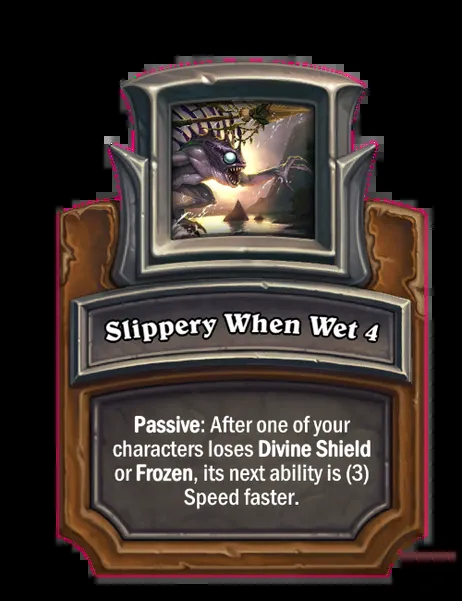 Slippery When Wet 4
Passive: After one of your
characters loses Divine Shield
or Frozen, its next ability is (3)
Speed faster.